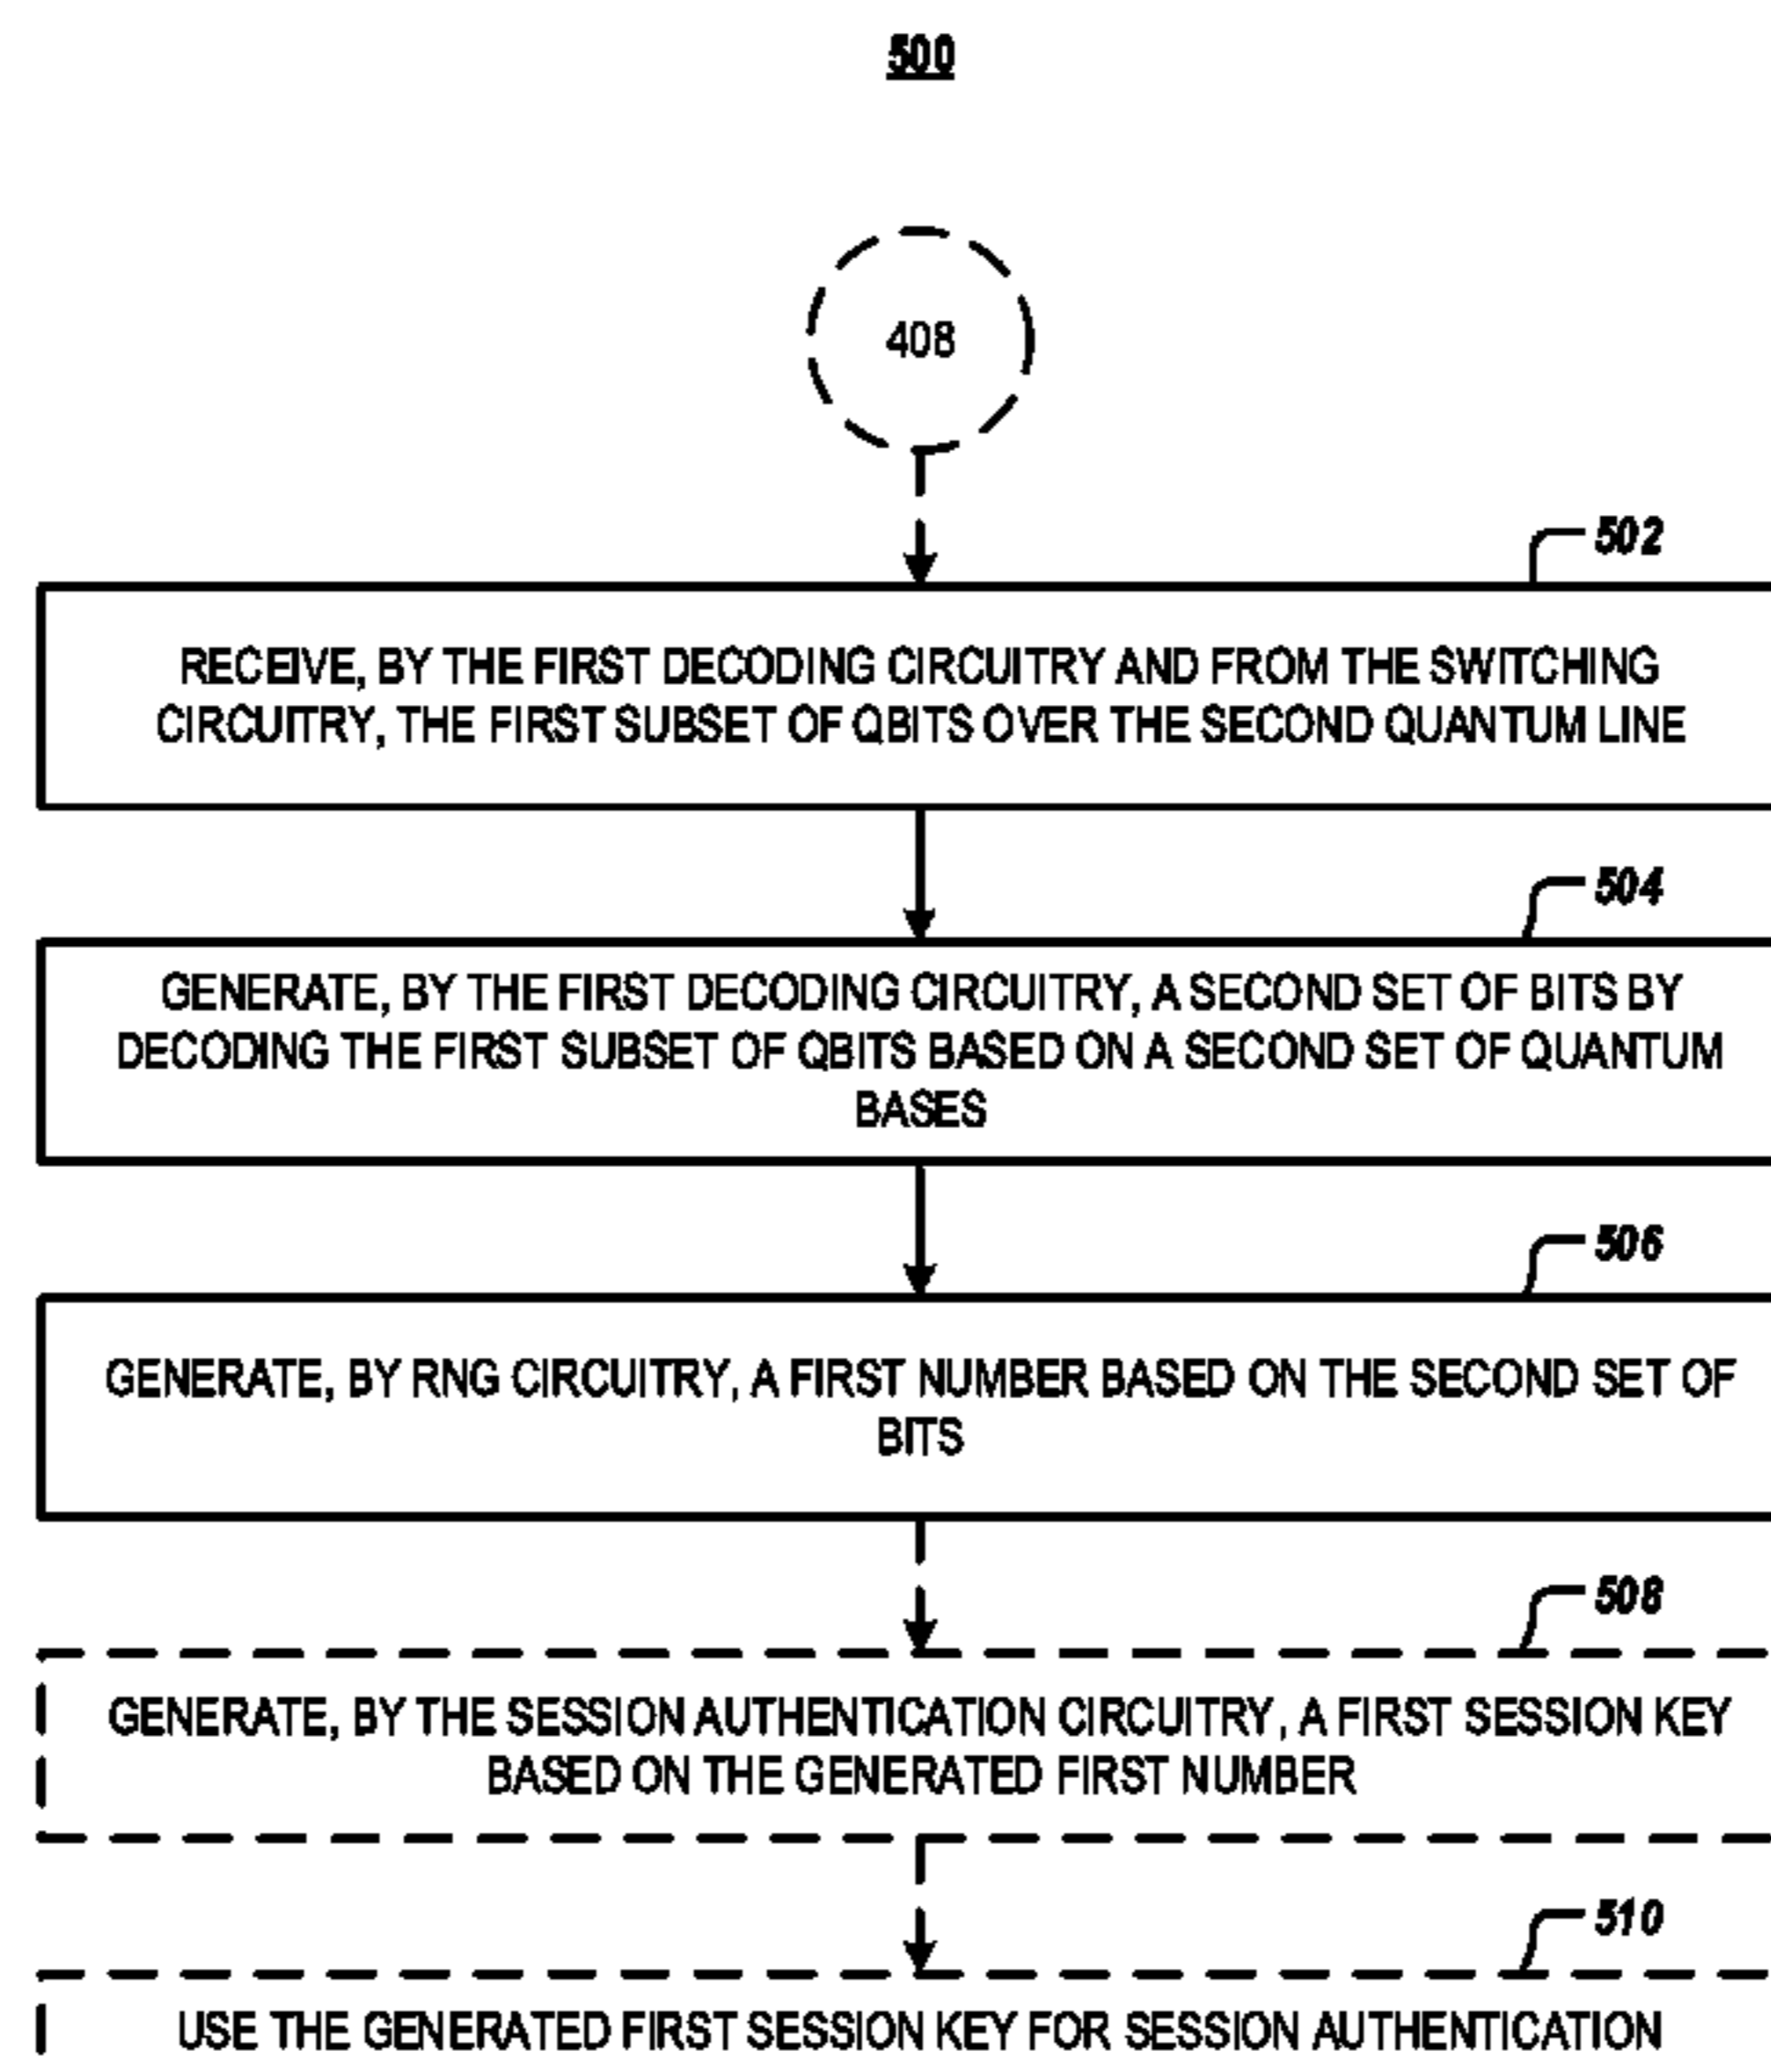 500
408
502
RECEIVE, BY THE FIRST DECODING CIRCUITRY AND FROM THE SWITCHING
CIRCUITRY, THE FIRST SUBSET OF QBITS OVER THE SECOND QUANTUM LINE
504
GENERATE, BY THE FIRST DECODING CIRCUITRY, A SECOND SET OF BITS BY
DECODING THE FIRST SUBSET OF QBITS BASED ON A SECOND SET OF QUANTUM
BASES
506
GENERATE, BY RNG CIRCUITRY, A FIRST NUMBER BASED ON THE SECOND SET OF
BITS
508
GENERATE, BY THE SESSION AUTHENTICATION CIRCUITRY, A FIRST SESSION KEY
BASED ON THE GENERATED FIRST NUMBER
510
USE THE GENERATED FIRST SESSION KEY FOR SESSION AUTHENTICATION